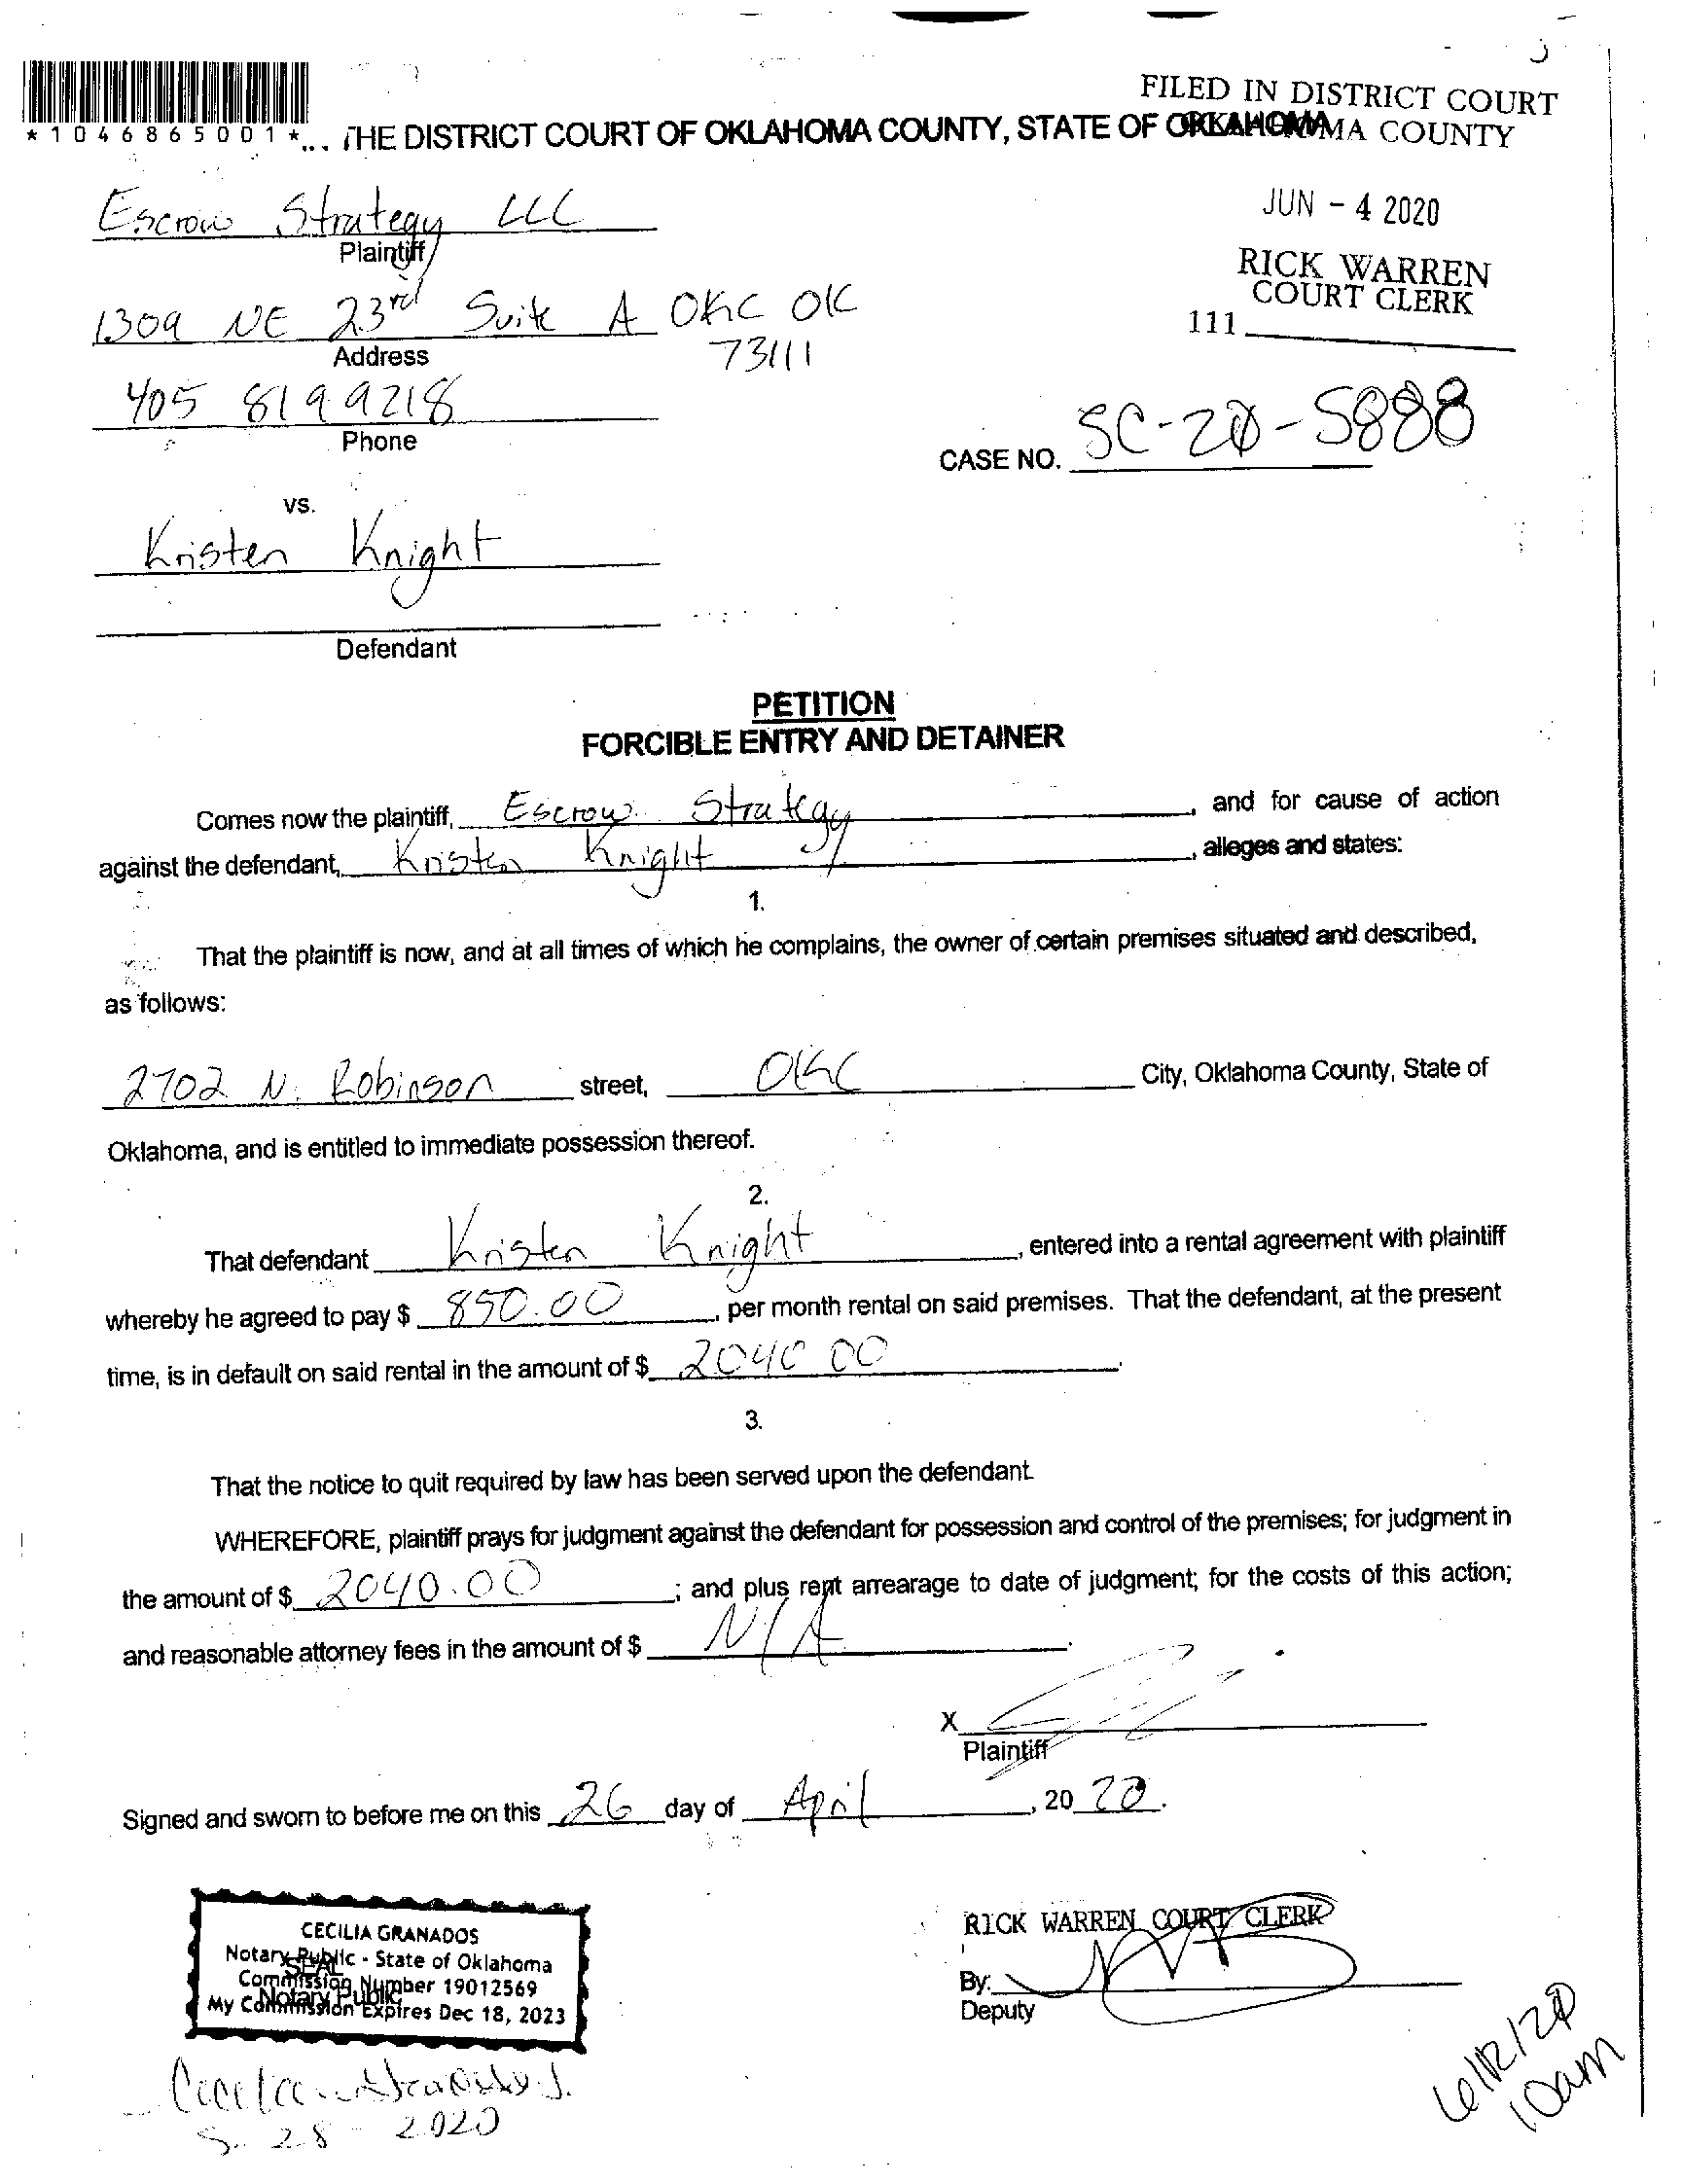 FILED IN DISTRICT COURT
OKLAHOMA COUNTY
*1046865001*
THE DISTRICT COURT OF OKLAHOMA COUNTY, STATE OF OKLAHOMA
JUN - 4 2020
RICK WARREN
COURT CLERK
111
Escrow Strategy LLC
Plaintiff
1309 NE 23rd Suite A OKC OK
73111
Address
405 819 9218
Phone
CASE NO. SC-20-5888
vs.
Kristen Knight
Defendant
PETITION
FORCIBLE ENTRY AND DETAINER
Comes now the plaintiff, Escrow Strategy, and for cause of action
against the defendant, Kristen Knight, alleges and states:
1.
That the plaintiff is now, and at all times of which he complains, the owner of certain premises situated and described,
as follows:
2702 N. Robinson street, OKC City, Oklahoma County, State of
Oklahoma, and is entitled to immediate possession thereof.
2.
That defendant Kristen Knight, entered into a rental agreement with plaintiff
whereby he agreed to pay $ 850.00, per month rental on said premises. That the defendant, at the present
time, is in default on said rental in the amount of $ 2040 00.
3.
That the notice to quit required by law has been served upon the defendant.
WHEREFORE, plaintiff prays for judgment against the defendant for possession and control of the premises; for judgment in
the amount of $ 2040.00; and plus rent arrearage to date of judgment; for the costs of this action;
and reasonable attorney fees in the amount of $ N/A.
X
Plaintiff
Signed and sworn to before me on this 26 day of April, 20 20.
CECILIA GRANADOS
Notary Public - State of Oklahoma
Commission Number 19012569
My Commission Expires Dec 18, 2023
SEAL
Notary Public
RICK WARREN COURT CLERK
By:
Deputy
5-28-2020
6/12/20
10am